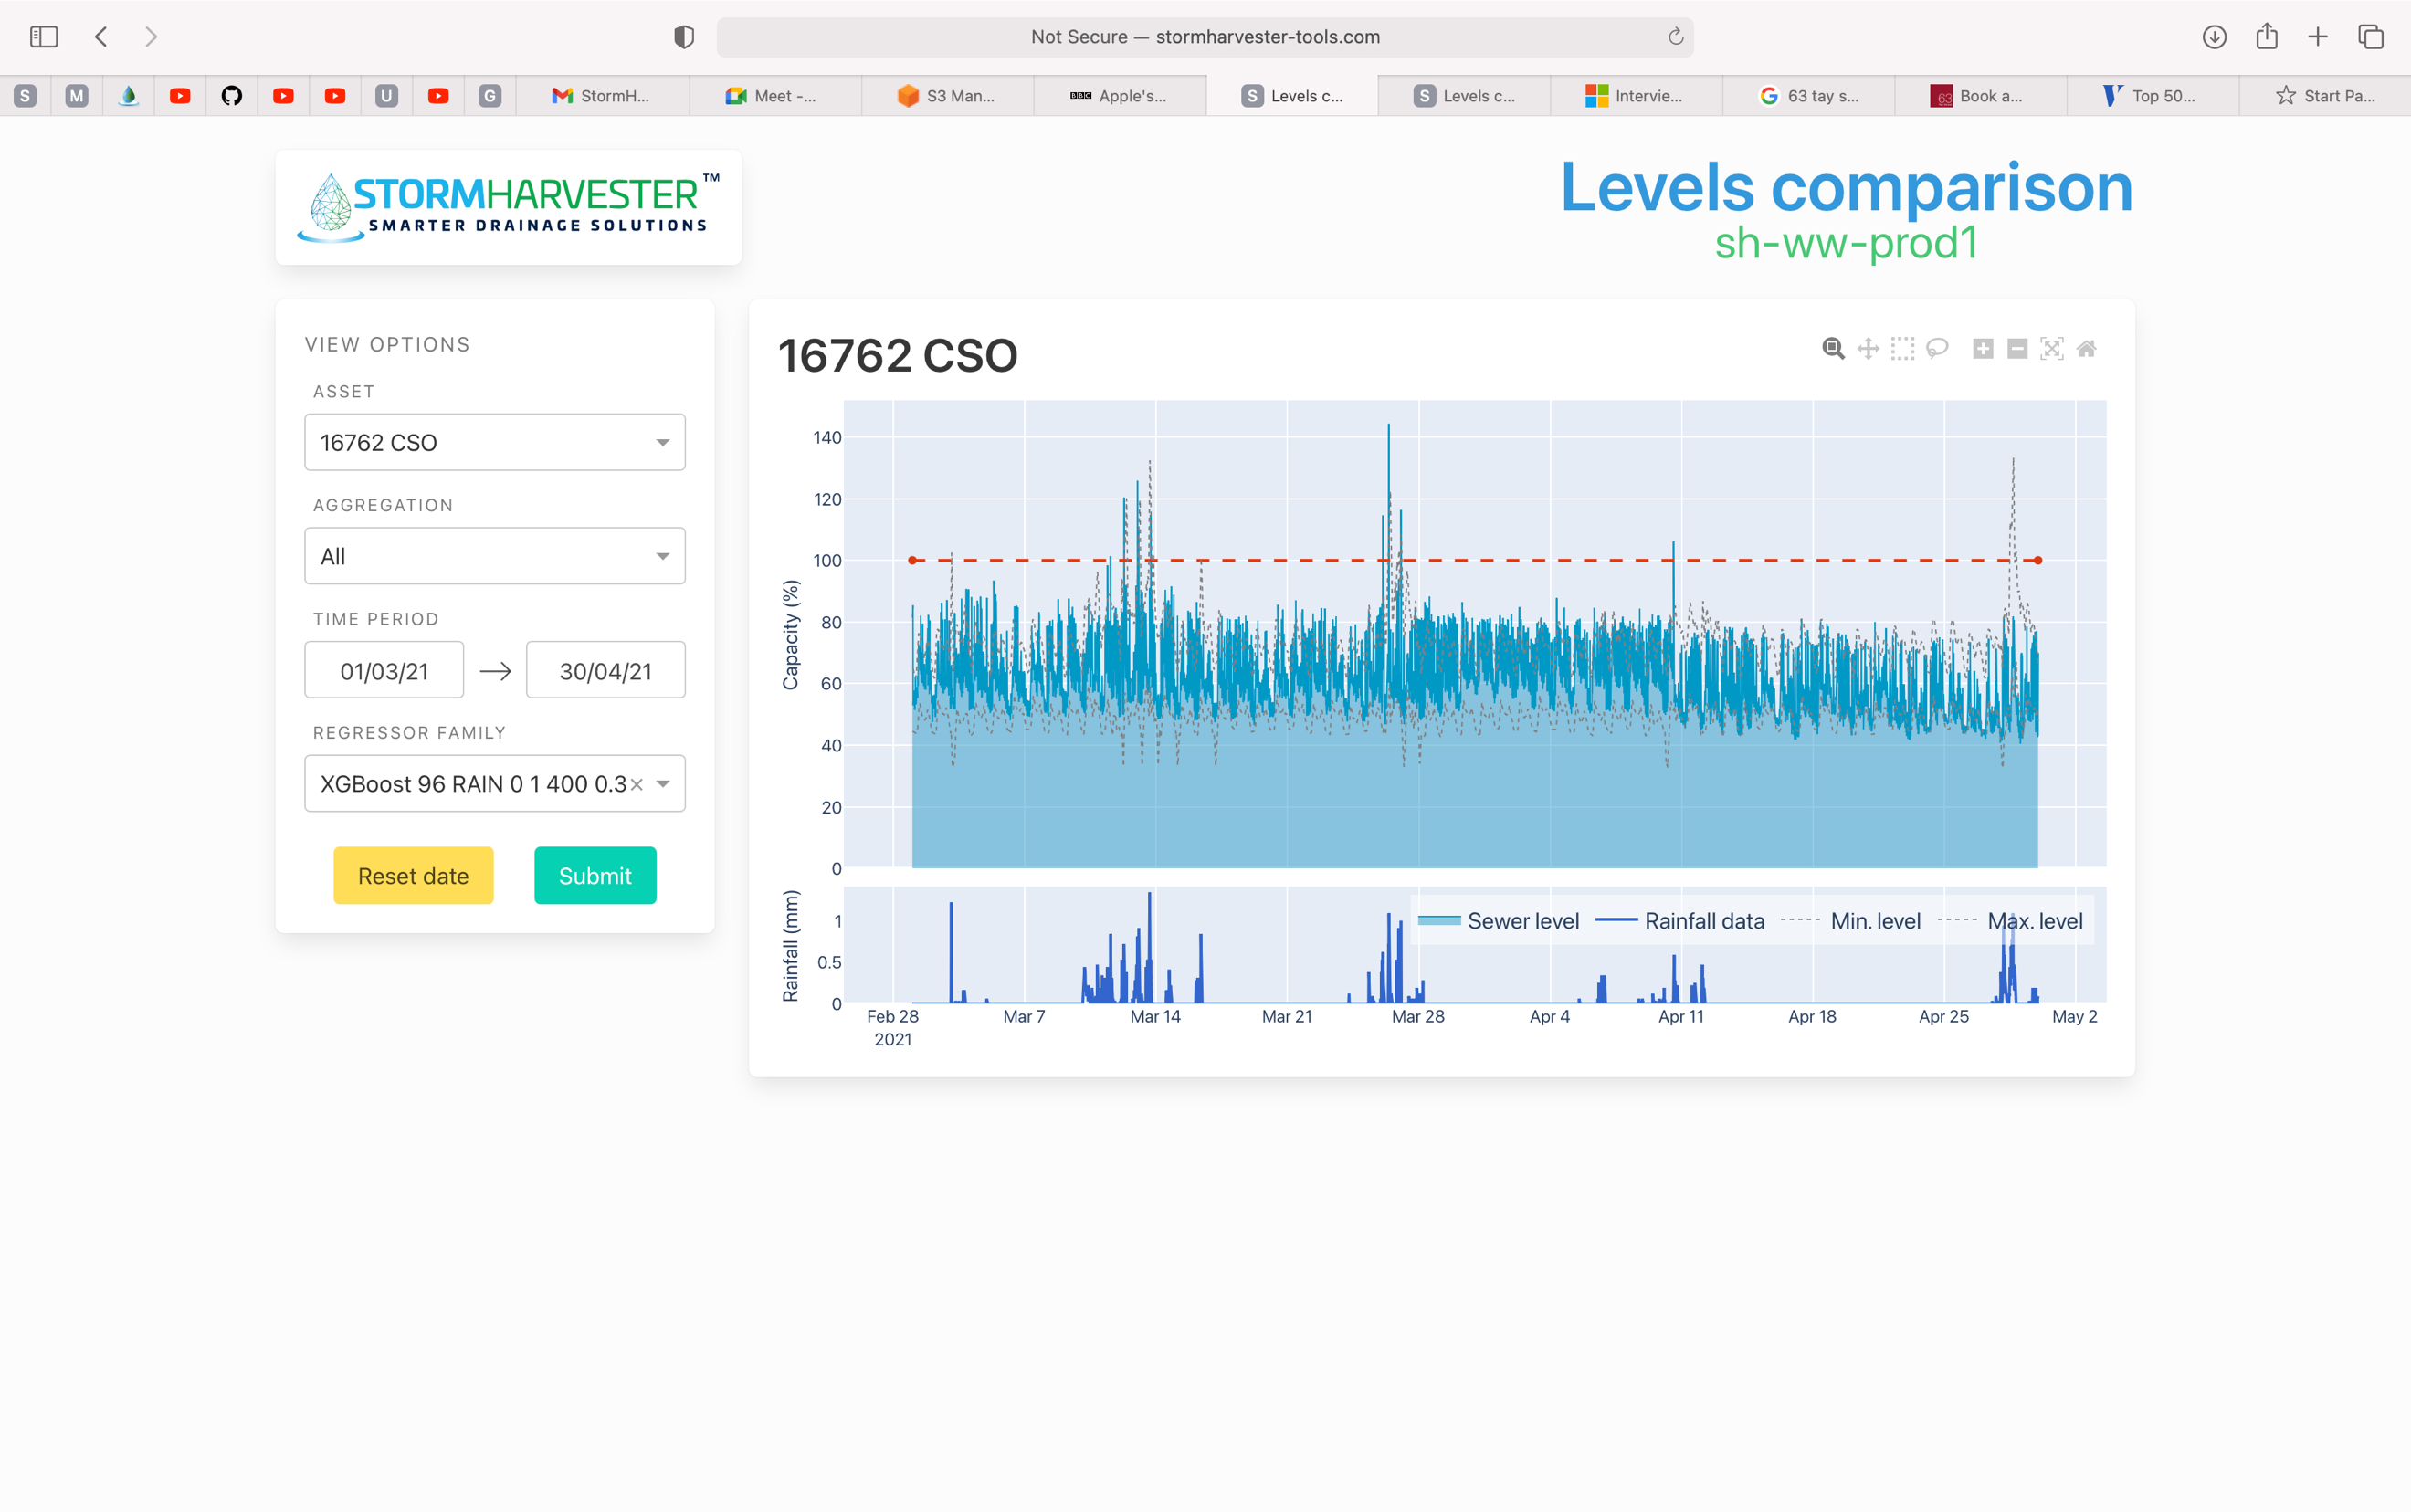 Not Secure — stormharvester-tools.com
S
M
U
G
StormH...
Meet -...
S3 Man...
BBC
Apple's...
S
Levels c...
S
Levels c...
Intervie...
63 tay s...
63
Book a...
Top 50...
Start Pa...
STORMHARVESTER™
SMARTER DRAINAGE SOLUTIONS
Levels comparison
sh-ww-prod1
VIEW OPTIONS
ASSET
16762 CSO
AGGREGATION
All
TIME PERIOD
01/03/21 → 30/04/21
REGRESSOR FAMILY
XGBoost 96 RAIN 0 1 400 0.3×
Reset date
Submit
16762 CSO
Capacity (%)
140
120
100
80
60
40
20
0
Rainfall (mm)
1
0.5
0
Sewer level
Rainfall data
Min. level
Max. level
Feb 28
2021
Mar 7
Mar 14
Mar 21
Mar 28
Apr 4
Apr 11
Apr 18
Apr 25
May 2